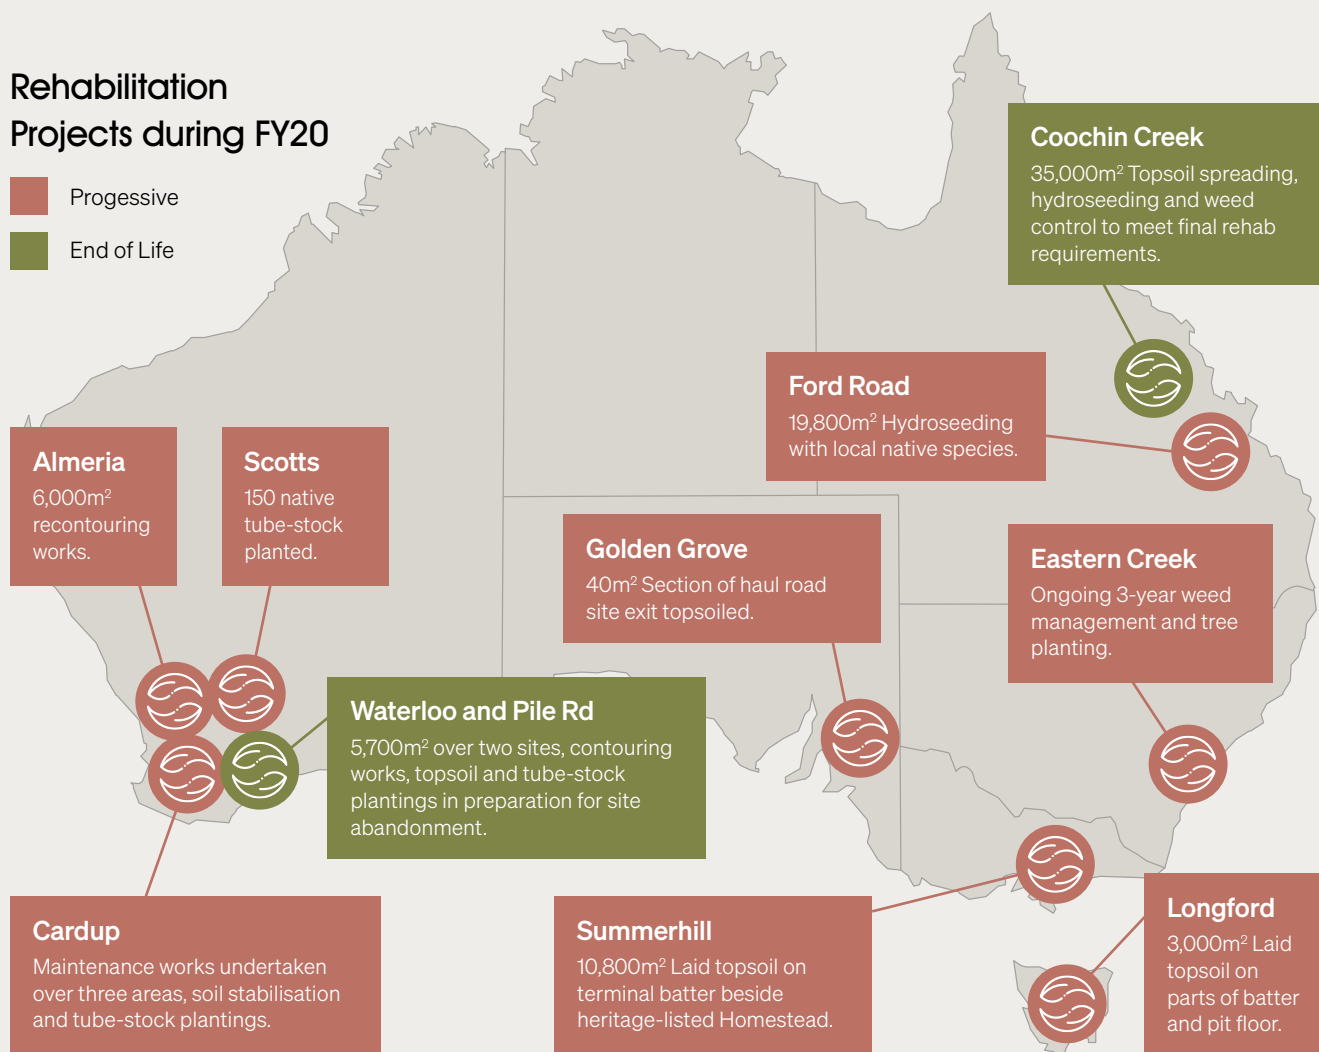 Rehabilitation
Projects during FY20
Progessive
End of Life
Coochin Creek
35,000m² Topsoil spreading,
hydroseeding and weed
control to meet final rehab
requirements.
Ford Road
19,800m² Hydroseeding
with local native species.
Almeria
6,000m²
recontouring
works.
Scotts
150 native
tube-stock
planted.
Golden Grove
40m² Section of haul road
site exit topsoiled.
Eastern Creek
Ongoing 3-year weed
management and tree
planting.
Waterloo and Pile Rd
5,700m² over two sites, contouring
works, topsoil and tube-stock
plantings in preparation for site
abandonment.
Cardup
Maintenance works undertaken
over three areas, soil stabilisation
and tube-stock plantings.
Summerhill
10,800m² Laid topsoil on
terminal batter beside
heritage-listed Homestead.
Longford
3,000m² Laid
topsoil on
parts of batter
and pit floor.